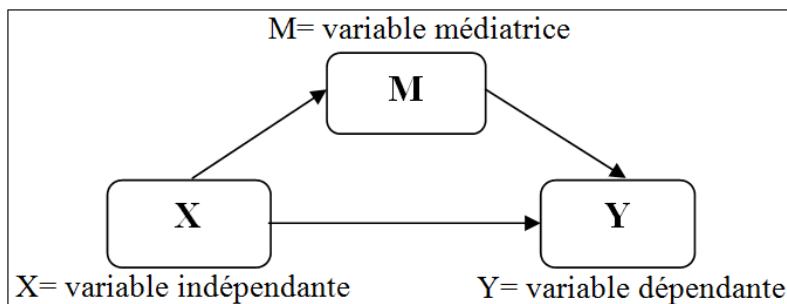 M= variable médiatrice
M
X
Y
X= variable indépendante
Y= variable dépendante